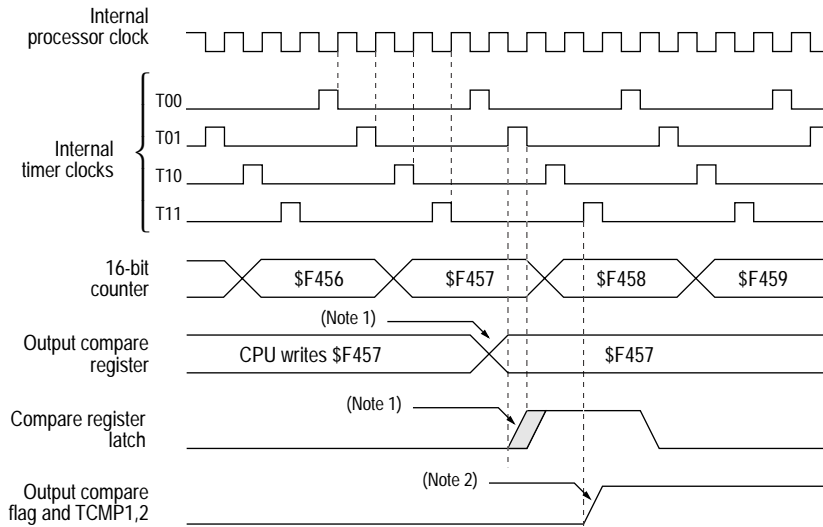 Internal
processor clock
T00
T01
Internal
timer clocks
T10
T11
16-bit
counter
$F456
$F457
$F458
$F459
(Note 1)
Output compare
register
CPU writes $F457
$F457
(Note 1)
Compare register
latch
(Note 2)
Output compare
flag and TCMP1,2